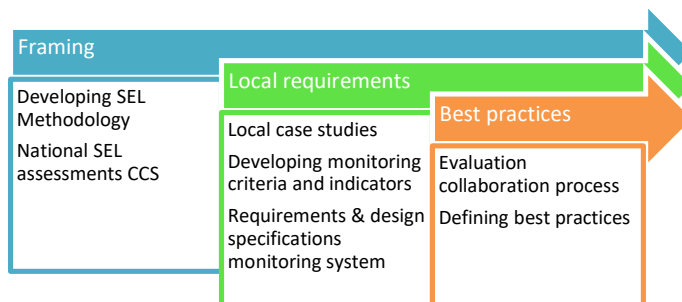 Framing
Developing SEL
Methodology
National SEL
assessments CCS
Local requirements
Local case studies
Developing monitoring
criteria and indicators
Requirements & design
specifications
monitoring system
Best practices
Evaluation
collaboration process
Defining best practices